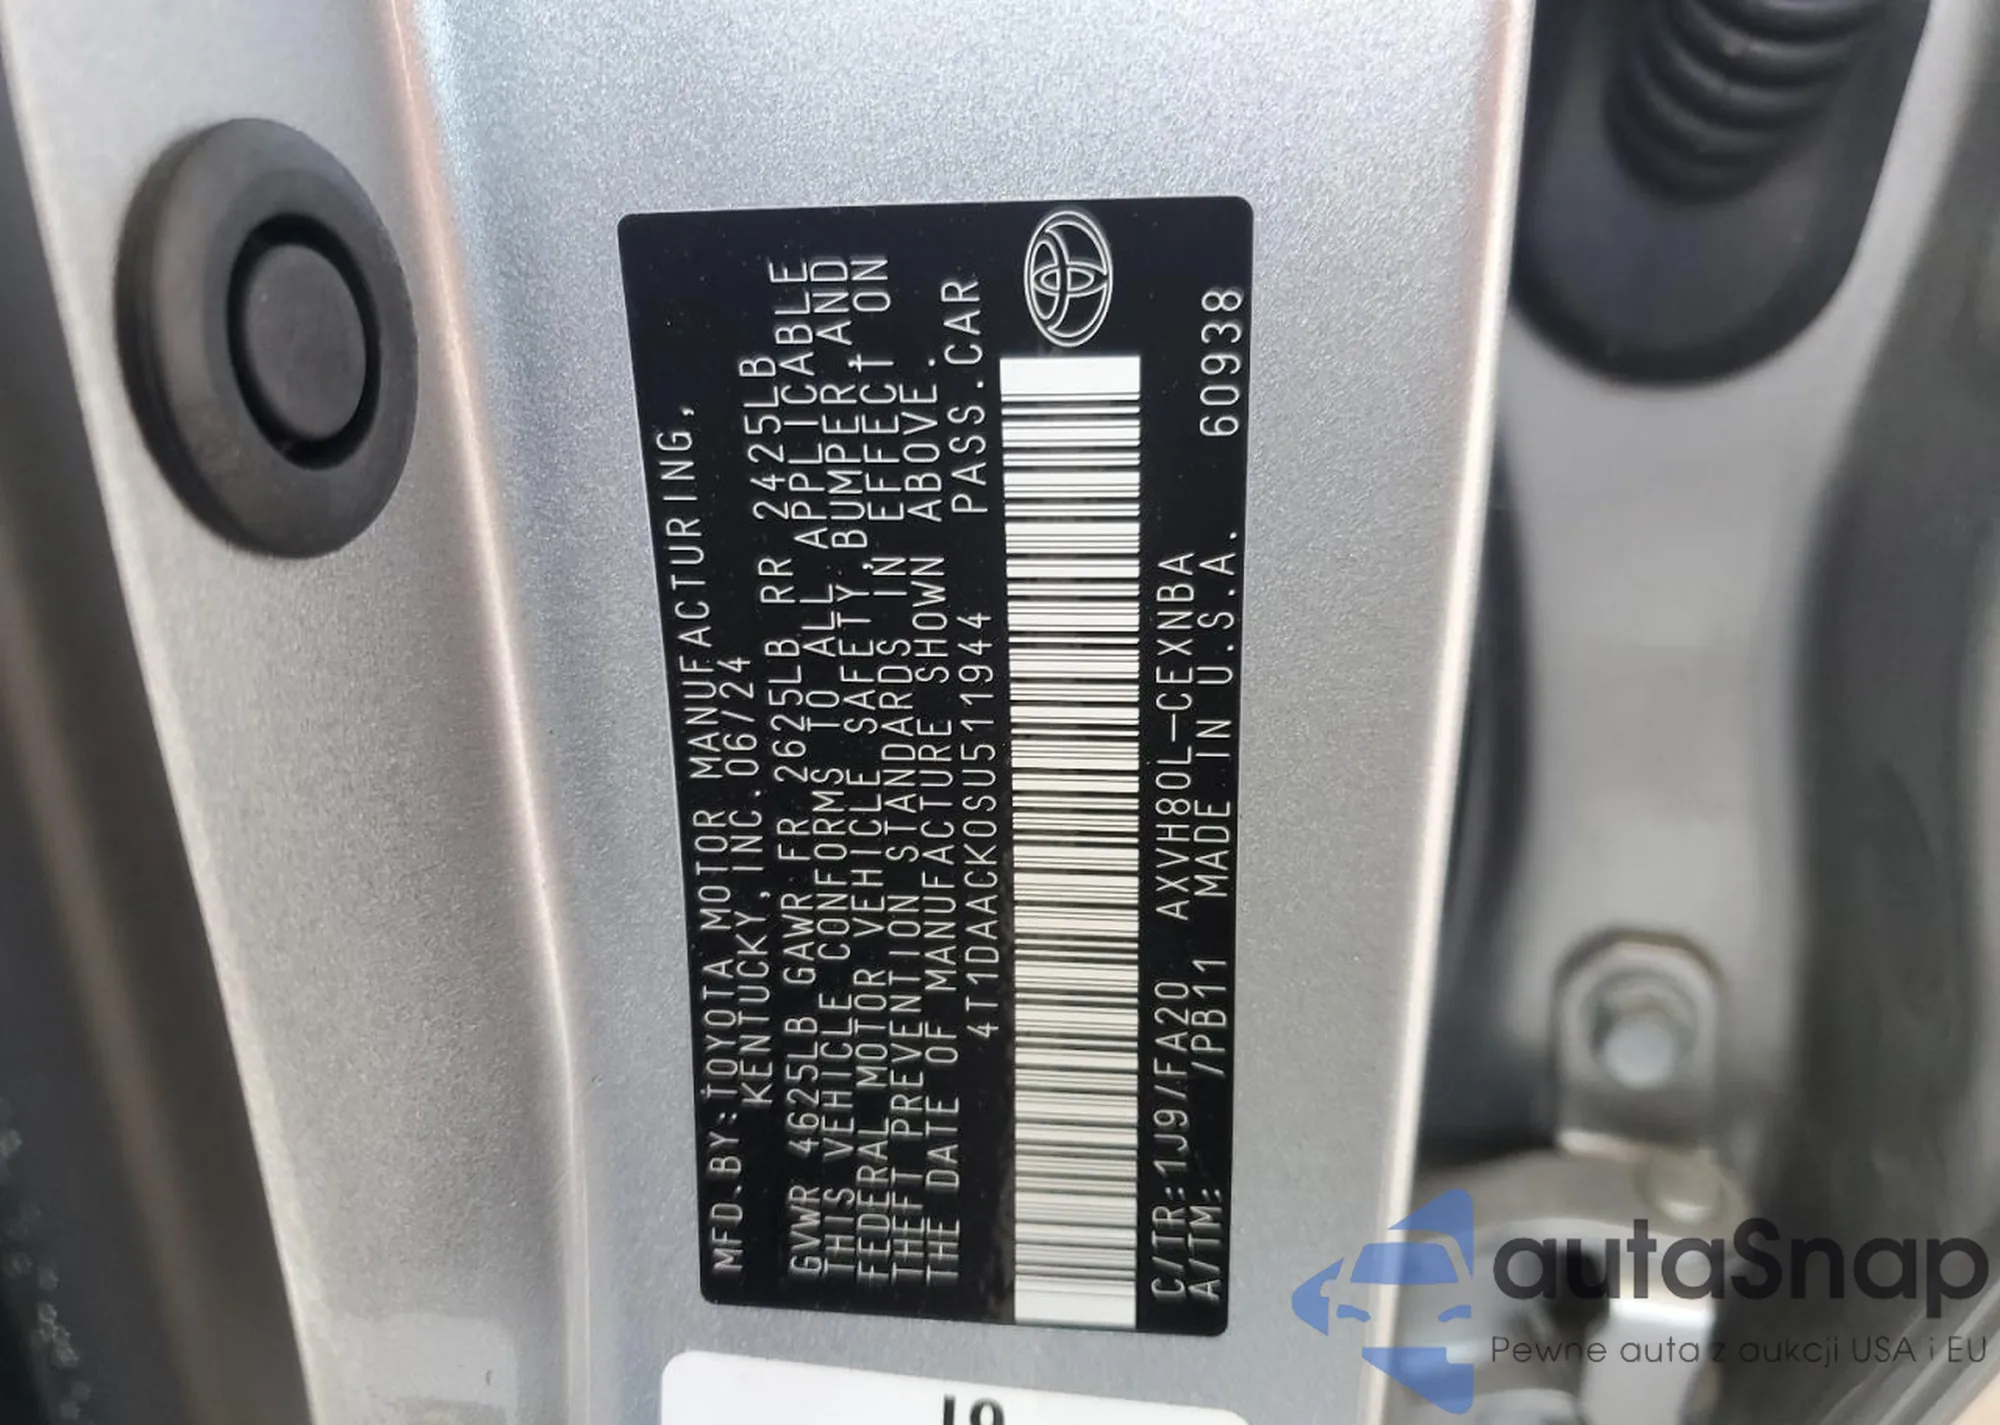 MFD.BY:TOYOTA MOTOR MANUFACTURING,
KENTUCKY,INC.06/24
GVWR 4625LB GAWR FR 2625LB RR 2425LB
THIS VEHICLE CONFORMS TO ALL APPLICABLE
FEDERAL MOTOR VEHICLE SAFETY,BUMPER,AND
THEFT PREVENTION STANDARDS IN EFFECT ON
THE DATE OF MANUFACTURE SHOWN ABOVE.
4T1DAACK0SU511944 PASS.CAR
C/TR:1J9/FA20 AXVH80L-CEXNBA
A/TM: /PB11 MADE IN U.S.A. 60938
autaSnap
Pewne auta z aukcji USA i EU